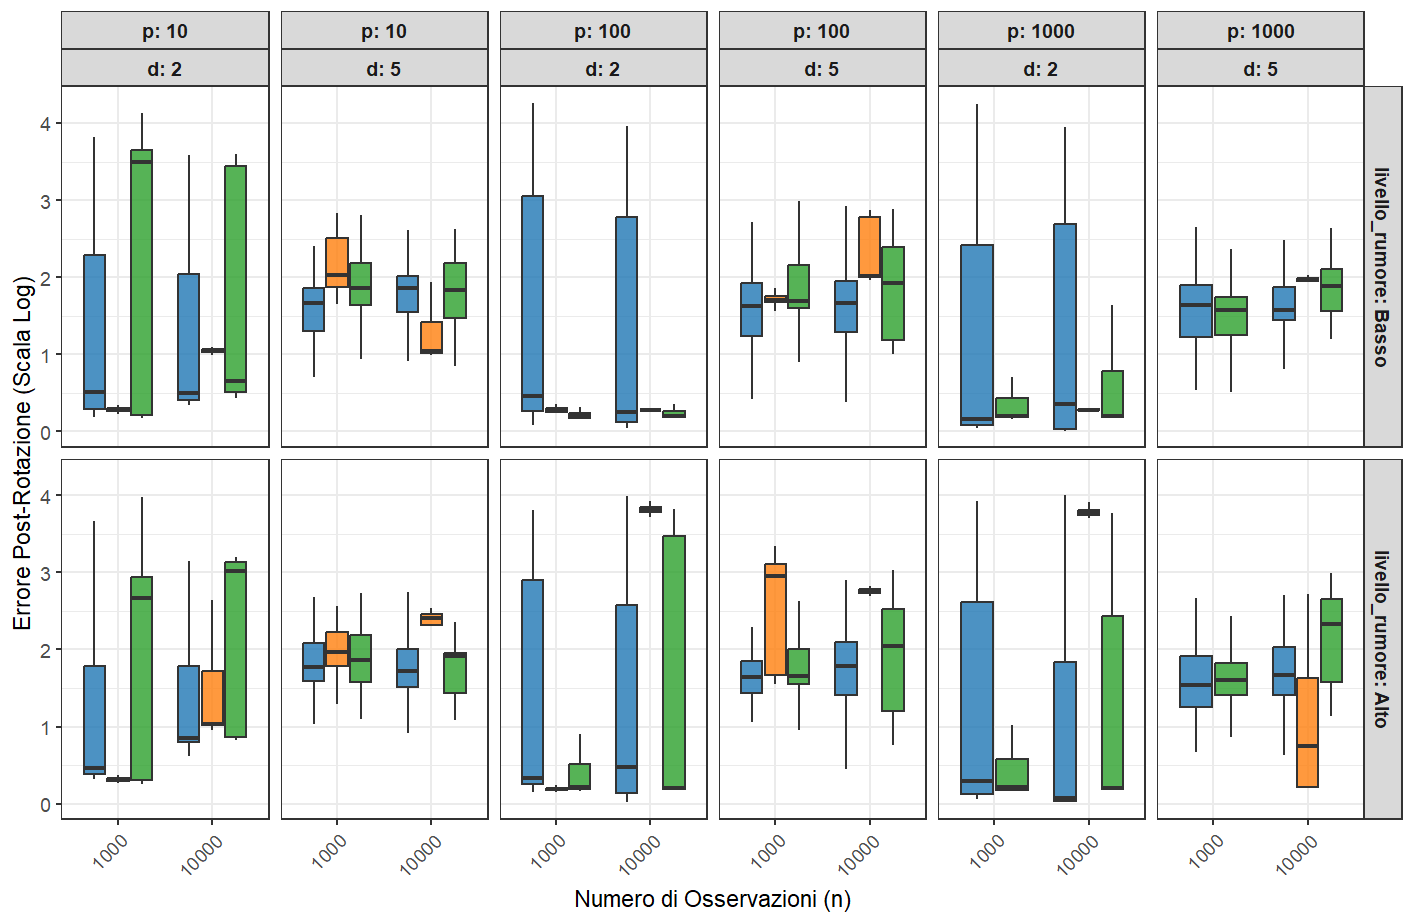 p: 10
p: 10
p: 100
p: 100
p: 1000
p: 1000
d: 2
d: 5
d: 2
d: 5
d: 2
d: 5
4
3
2
1
0
livello_rumore: Basso
4
3
2
1
0
livello_rumore: Alto
Errore Post-Rotazione (Scala Log)
1000
10000
1000
10000
1000
10000
1000
10000
1000
10000
1000
10000
Numero di Osservazioni (n)